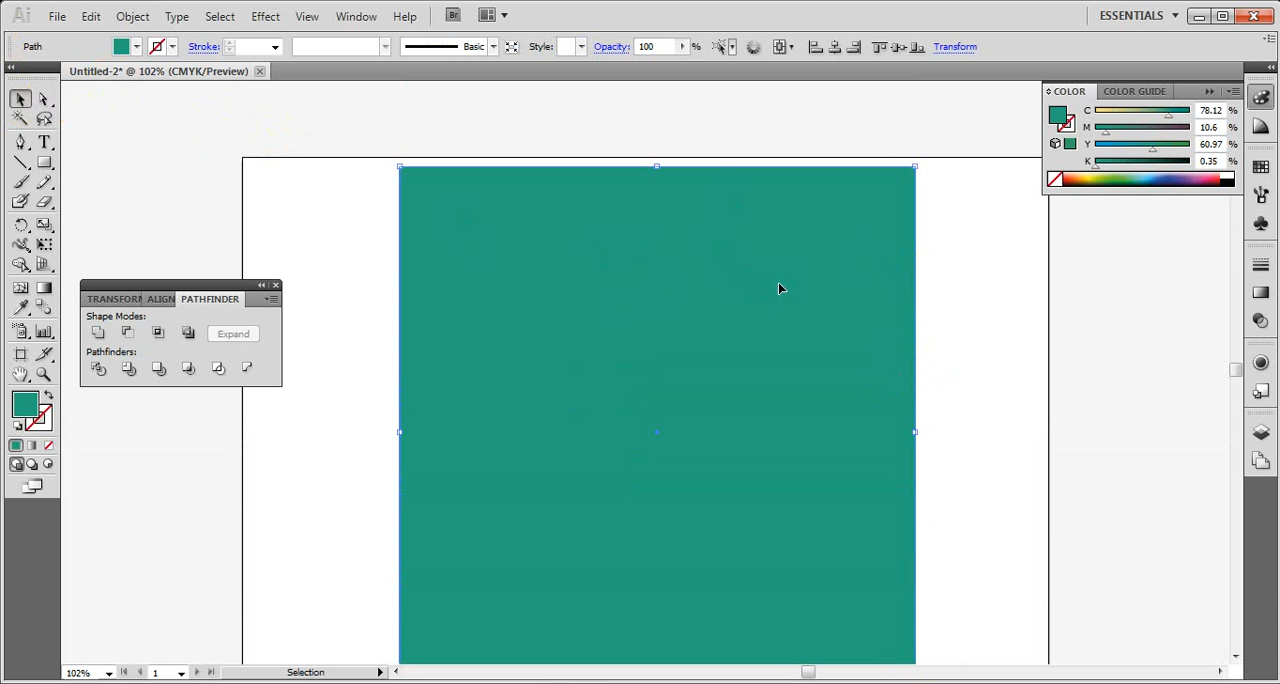 Ai File Edit Object Type Select Effect View Window Help Br ESSENTIALS
Path Stroke: Basic Style: Opacity: 100 % Transform
Untitled-2* @ 102% (CMYK/Preview)
COLOR COLOR GUIDE
C 78.12 %
M 10.6 %
Y 60.97 %
K 0.35 %
TRANSFORM ALIGN PATHFINDER
Shape Modes:
Expand
Pathfinders:
102% 1 Selection